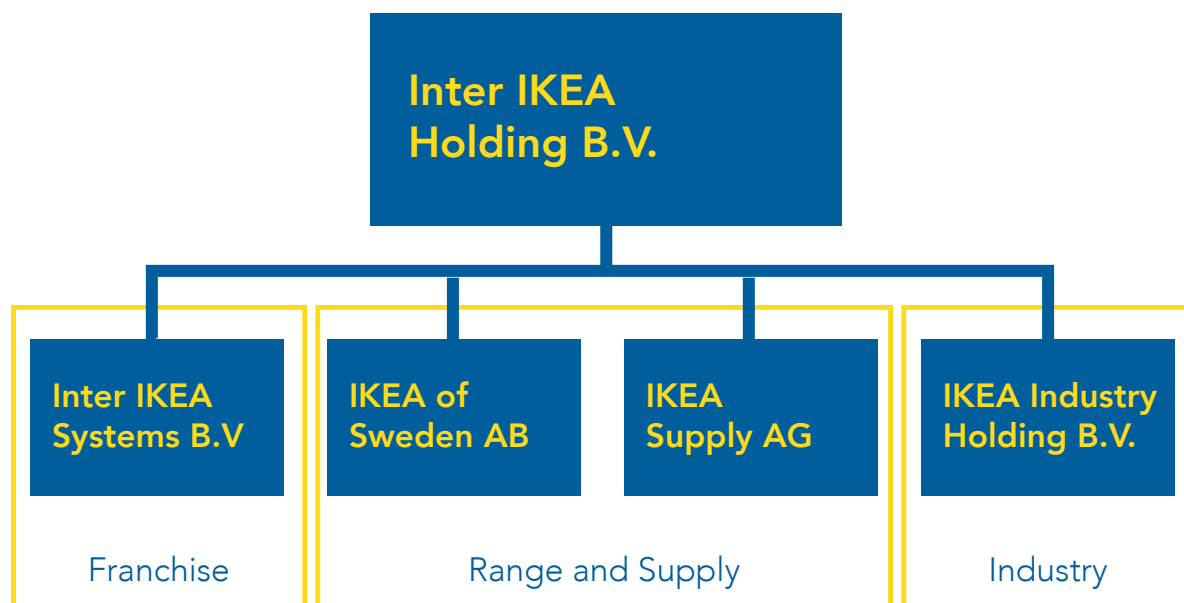 Inter IKEA
Holding B.V.
Inter IKEA
Systems B.V
IKEA of
Sweden AB
IKEA
Supply AG
IKEA Industry
Holding B.V.
Franchise
Range and Supply
Industry